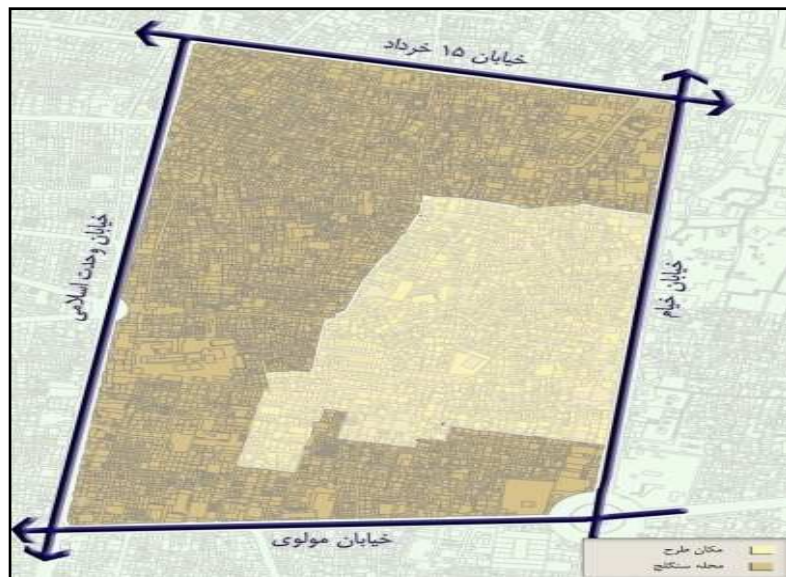 خیابان ۱۵ خرداد
خیابان وحدت اسلامی
خیابان خیام
خیابان مولوی
مکان طرح
محله سنگلج